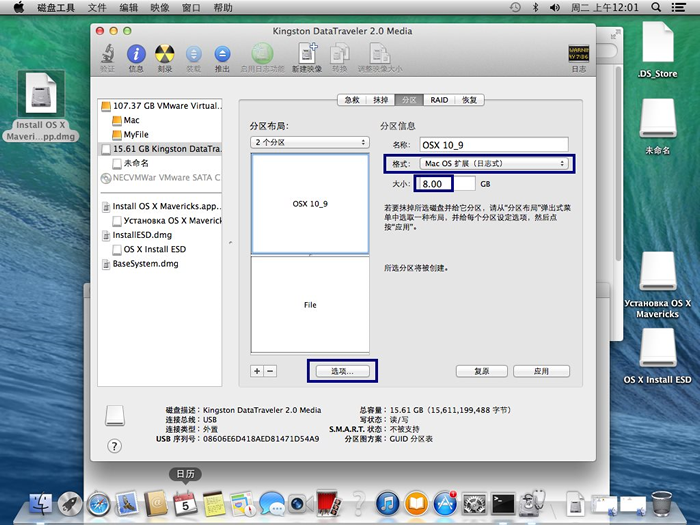 磁盘工具 文件 编辑 映像 窗口 帮助
周二 上午12:01
Kingston DataTraveler 2.0 Media
验证 信息 刻录 装载 推出 启用日志功能 新建映像 转换 调整映像大小 日志
WARNIN
107.37 GB VMware Virtual...
Mac
MyFile
15.61 GB Kingston DataTra...
未命名
NECVMWar VMware SATA C
Install OS X Mavericks.app...
Установка OS X Maverick
InstallESD.dmg
OS X Install ESD
BaseSystem.dmg
急救 抹掉 分区 RAID 恢复
分区布局:
2 个分区
OSX 10_9
File
+ −
选项...
分区信息
名称: OSX 10_9
格式: Mac OS 扩展（日志式）
大小: 8.00 GB
若要抹掉所选磁盘并给它分区，请从“分区布局”弹出式菜
单中选取一种布局，并给每个分区设定选项，然后点
按“应用”。
所选分区将被创建。
复原 应用
磁盘描述: Kingston DataTraveler 2.0 Media
连接总线: USB
连接类型: 外置
USB 序列号: 08606E6D418AED81471D54A9
总容量: 15.61 GB（15,611,199,488 字节）
写状态: 读/写
S.M.A.R.T. 状态: 不被支持
分区图方案: GUID 分区表
?
Install OS X
Maveri...pp.dmg
.DS_Store
未命名
Установка OS X
Mavericks
OS X Install ESD
日历
5